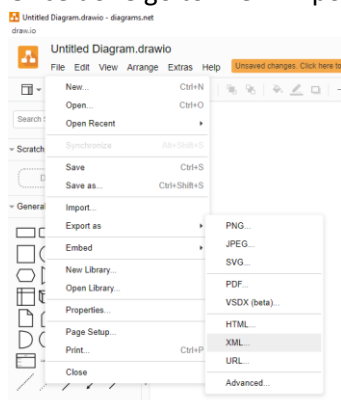 Untitled Diagram.drawio - diagrams.net
draw.io
Untitled Diagram.drawio
File Edit View Arrange Extras Help
Unsaved changes. Click here to
New... Ctrl+N
Open... Ctrl+O
Open Recent
Search
Synchronize Alt+Shift+S
Scratch
Save Ctrl+S
Save as... Ctrl+Shift+S
General
Import...
Export as
PNG...
JPEG...
Embed
SVG...
New Library...
PDF...
Open Library...
VSDX (beta)...
Properties...
HTML...
Page Setup...
XML...
Print... Ctrl+P
URL...
Close
Advanced...